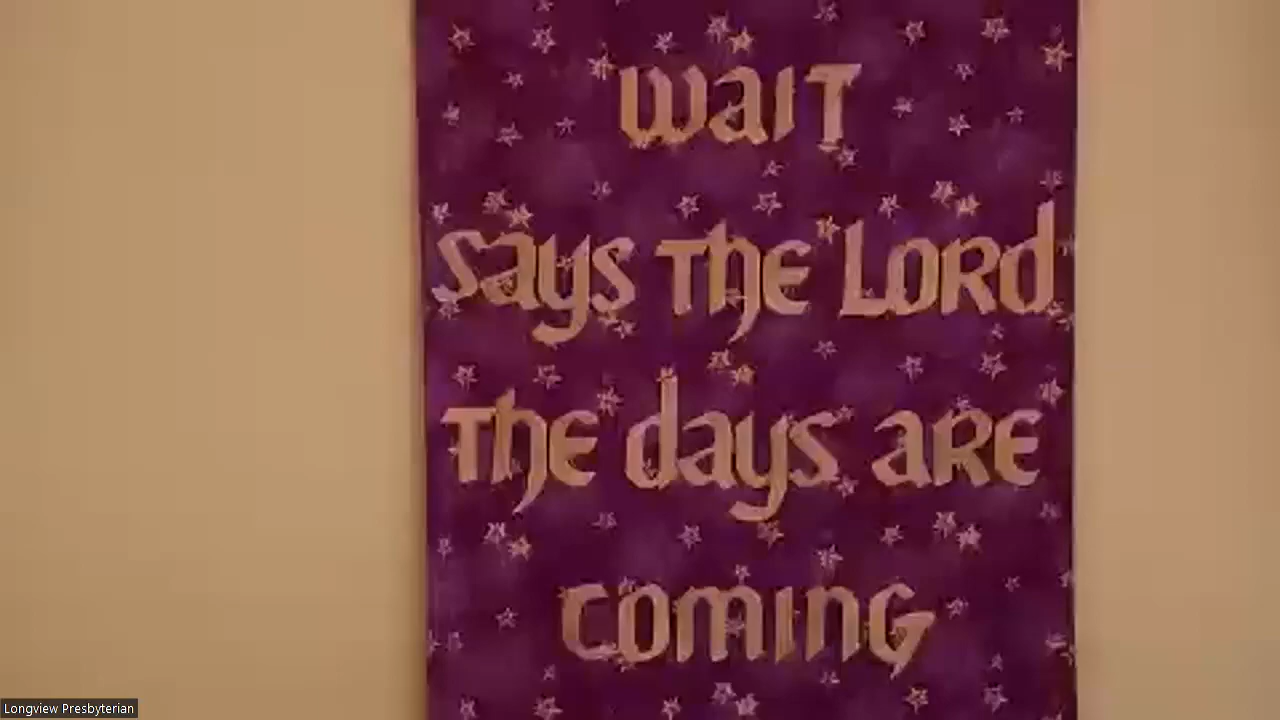 waIT
says ThE LORd
ThE days aRE
comIng
Longview Presbyterian